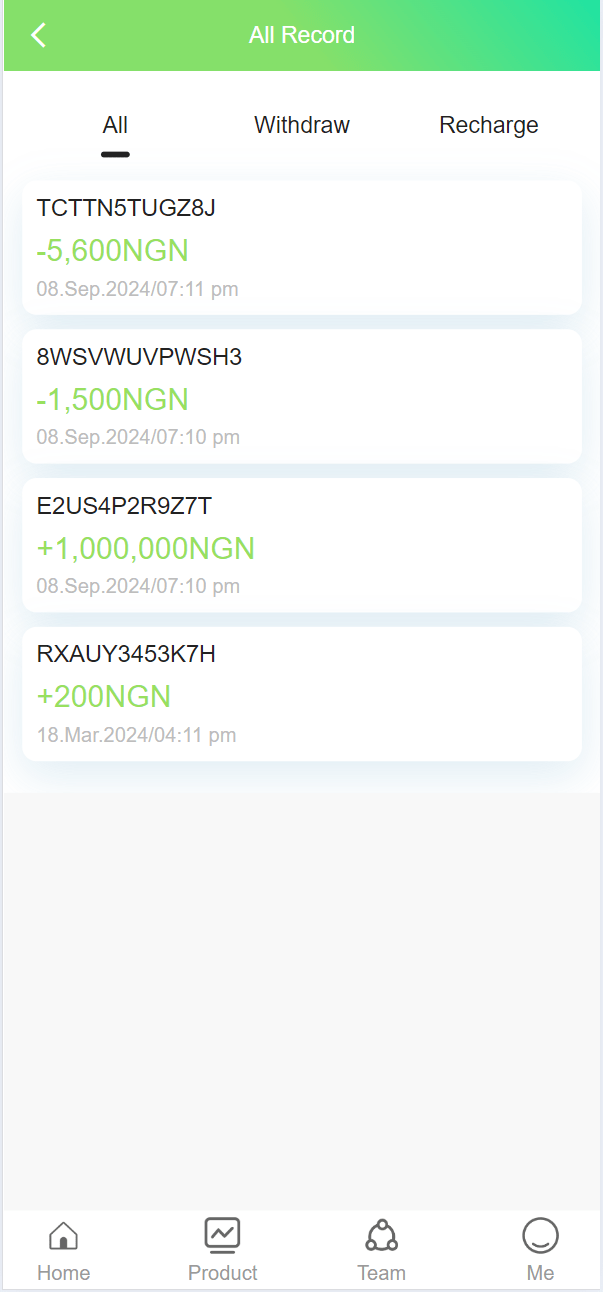 All Record
All Withdraw Recharge
TCTTN5TUGZ8J
-5,600NGN
08.Sep.2024/07:11 pm
8WSVWUVPWSH3
-1,500NGN
08.Sep.2024/07:10 pm
E2US4P2R9Z7T
+1,000,000NGN
08.Sep.2024/07:10 pm
RXAUY3453K7H
+200NGN
18.Mar.2024/04:11 pm
Home Product Team Me